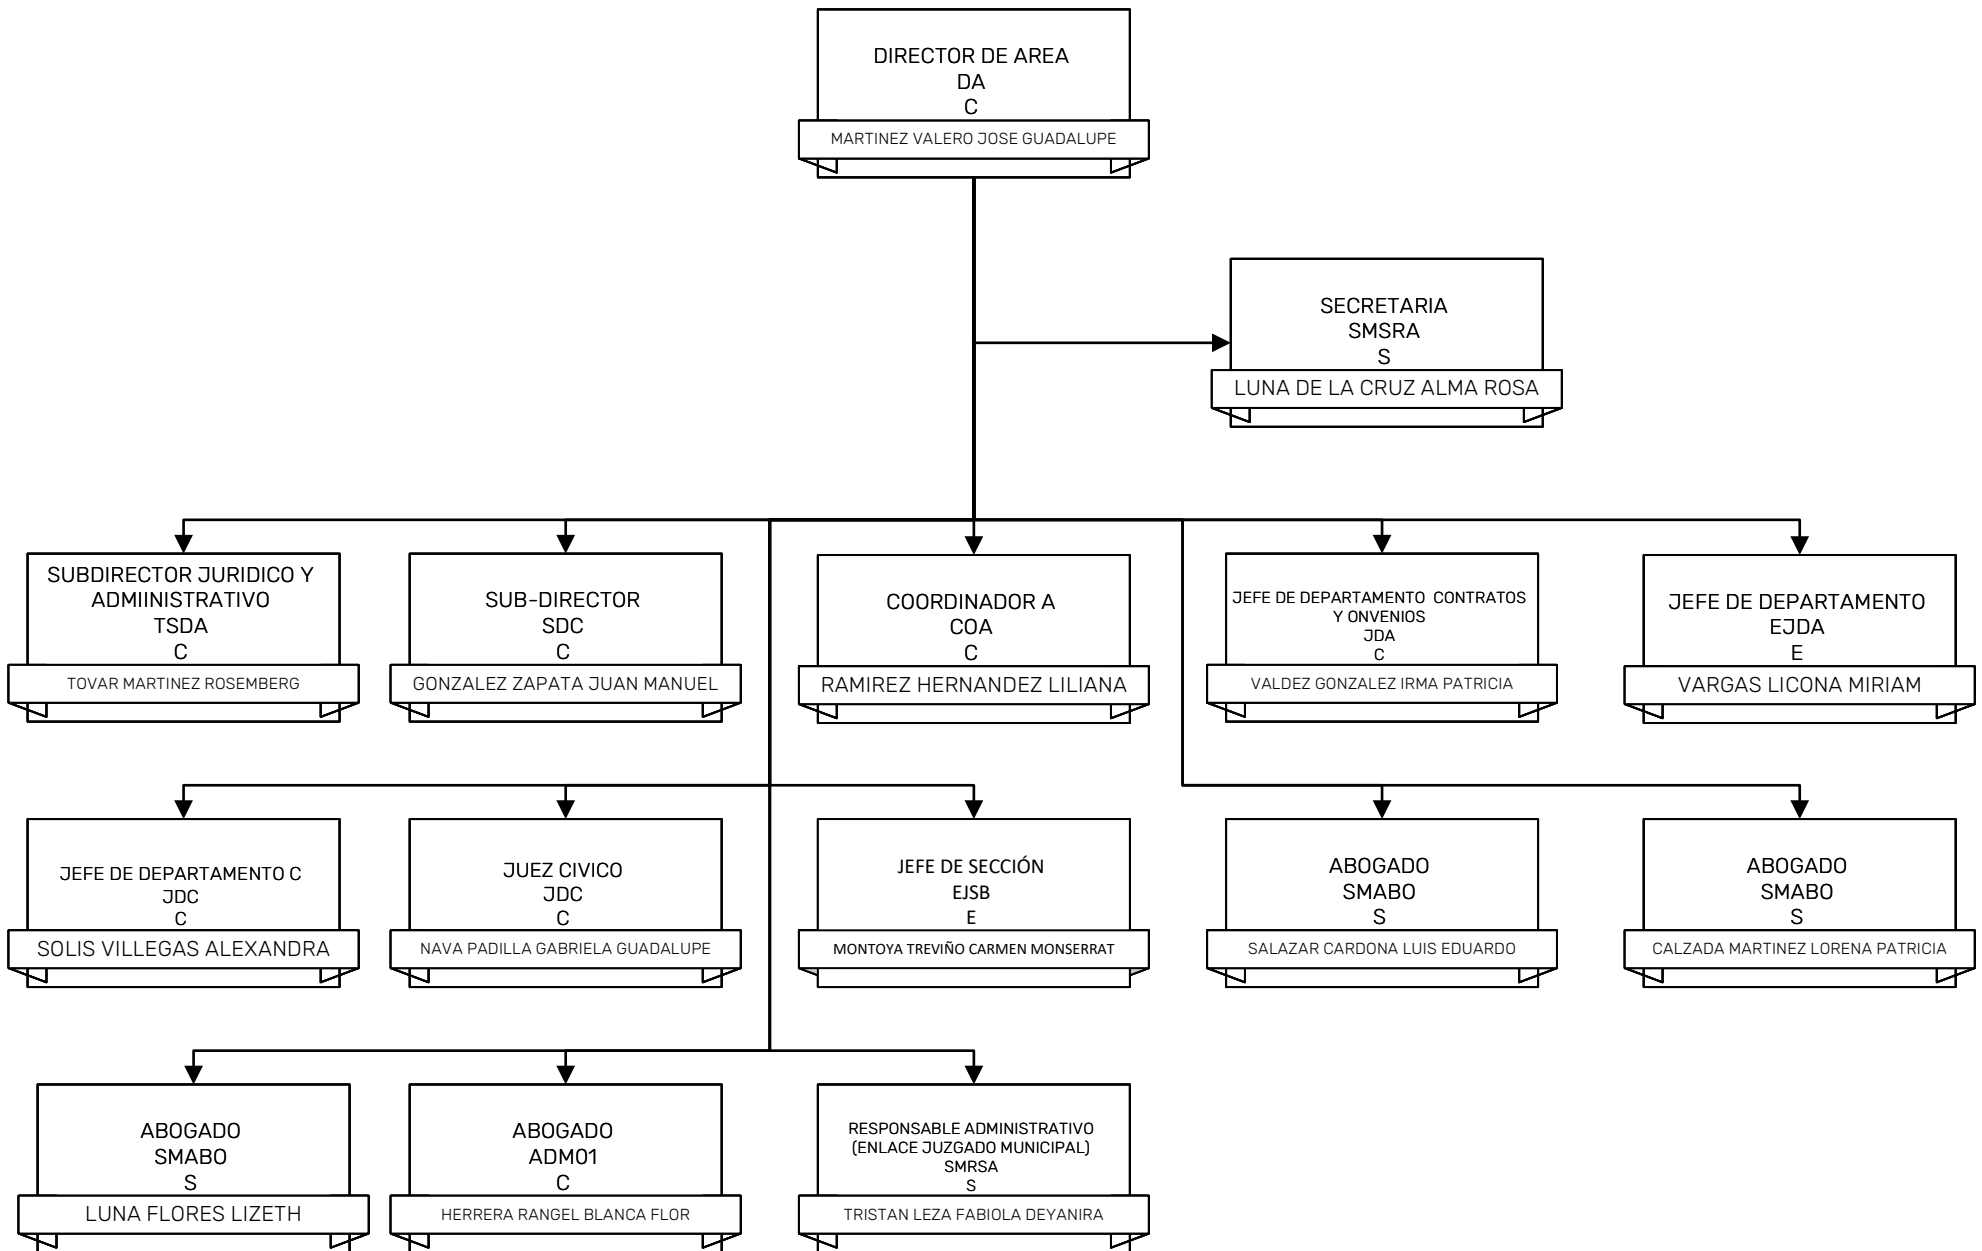 DIRECTOR DE AREA
DA
C
MARTINEZ VALERO JOSE GUADALUPE
SECRETARIA
SMSRA
S
LUNA DE LA CRUZ ALMA ROSA
SUBDIRECTOR JURIDICO Y
ADMIINISTRATIVO
TSDA
C
TOVAR MARTINEZ ROSEMBERG
SUB-DIRECTOR
SDC
C
GONZALEZ ZAPATA JUAN MANUEL
COORDINADOR A
COA
C
RAMIREZ HERNANDEZ LILIANA
JEFE DE DEPARTAMENTO CONTRATOS
Y ONVENIOS
JDA
C
VALDEZ GONZALEZ IRMA PATRICIA
JEFE DE DEPARTAMENTO
EJDA
E
VARGAS LICONA MIRIAM
JEFE DE DEPARTAMENTO C
JDC
C
SOLIS VILLEGAS ALEXANDRA
JUEZ CIVICO
JDC
C
NAVA PADILLA GABRIELA GUADALUPE
JEFE DE SECCIÓN
EJSB
E
MONTOYA TREVIÑO CARMEN MONSERRAT
ABOGADO
SMABO
S
SALAZAR CARDONA LUIS EDUARDO
ABOGADO
SMABO
S
CALZADA MARTINEZ LORENA PATRICIA
ABOGADO
SMABO
S
LUNA FLORES LIZETH
ABOGADO
ADM01
C
HERRERA RANGEL BLANCA FLOR
RESPONSABLE ADMINISTRATIVO
(ENLACE JUZGADO MUNICIPAL)
SMRSA
S
TRISTAN LEZA FABIOLA DEYANIRA